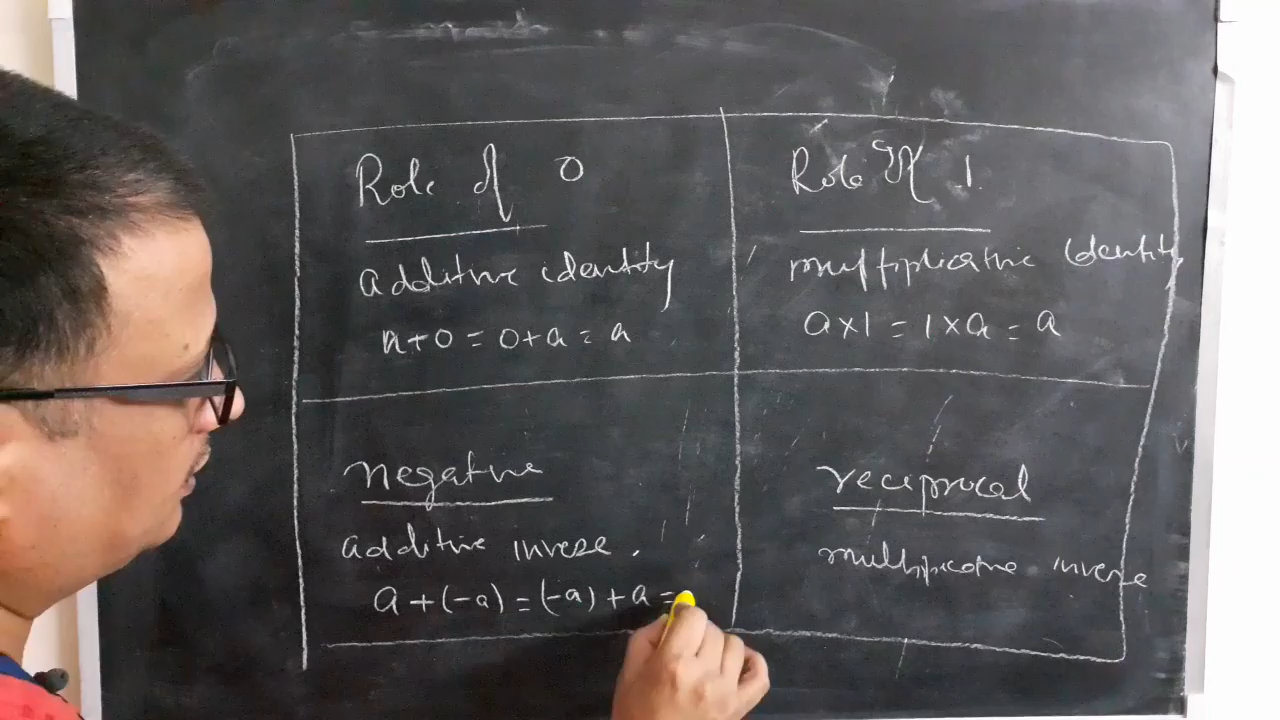 Role of 0
additive identity
a+0=0+a=a
Role of 1
multiplicative identity
a×1=1×a=a
negative
additive inverse.
a+(-a)=(-a)+a=
reciprocal
multiplicative inverse